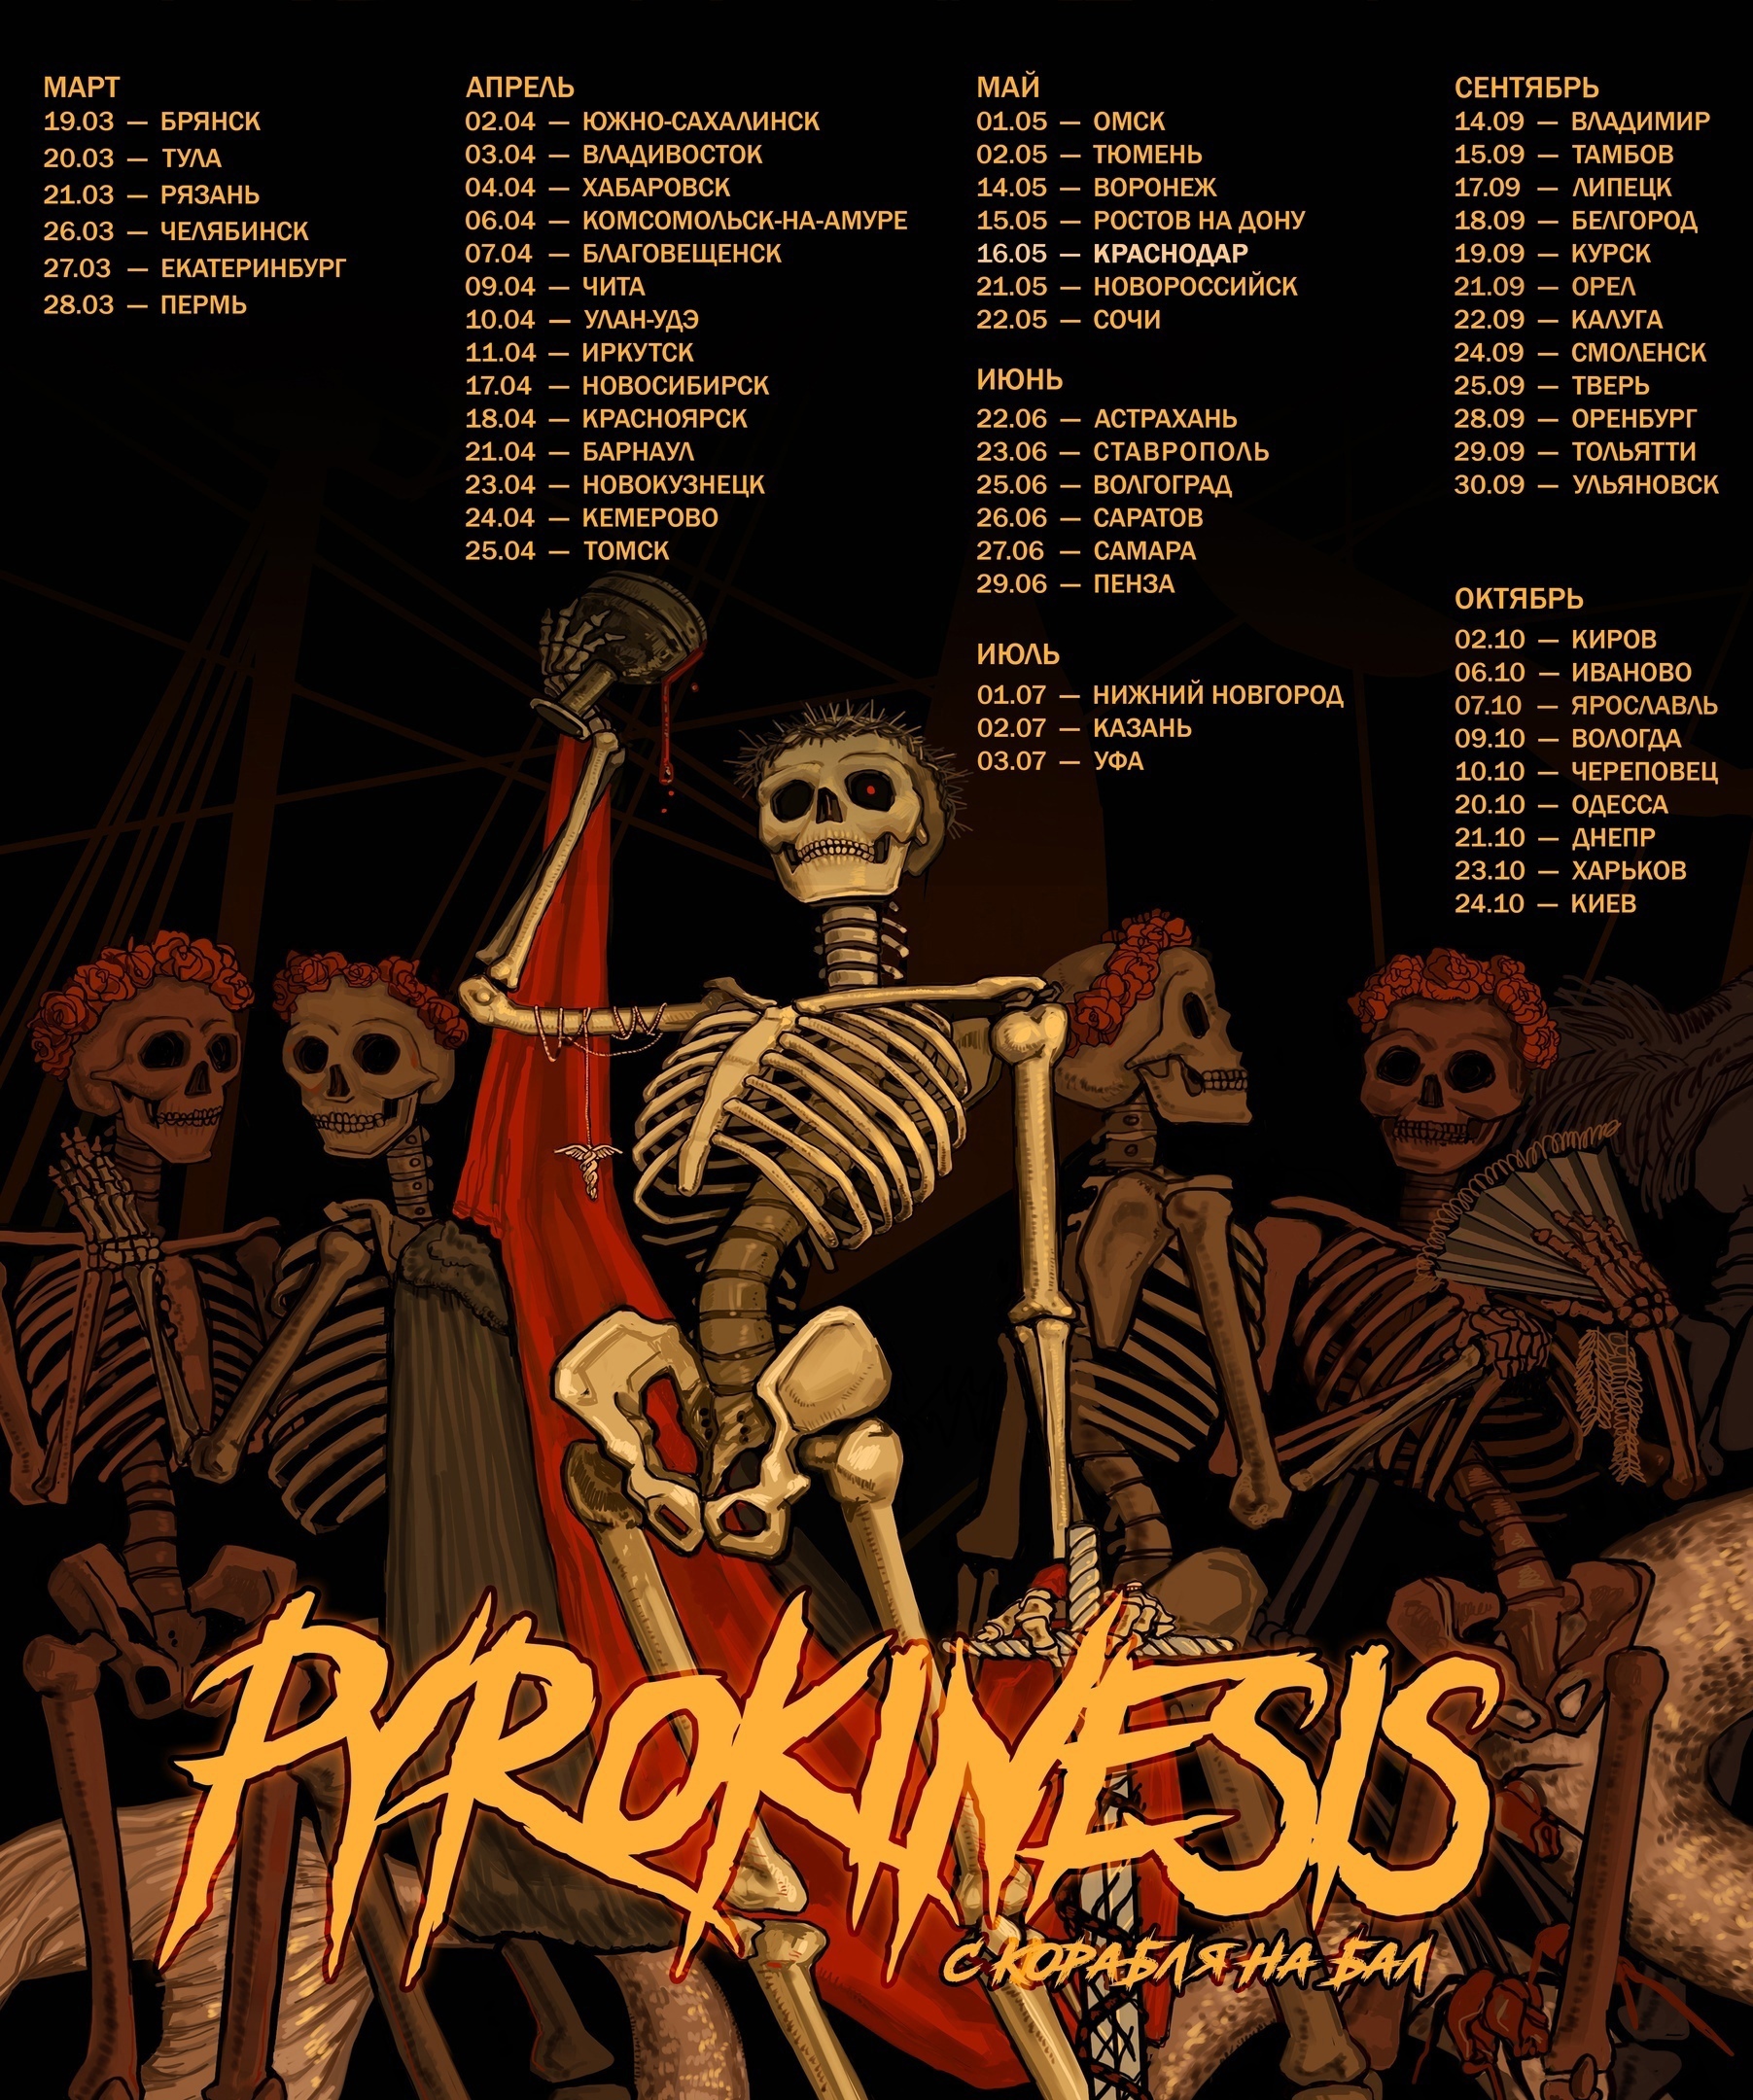 МАРТ
19.03 — БРЯНСК
20.03 — ТУЛА
21.03 — РЯЗАНЬ
26.03 — ЧЕЛЯБИНСК
27.03 — ЕКАТЕРИНБУРГ
28.03 — ПЕРМЬ
АПРЕЛЬ
02.04 — ЮЖНО-САХАЛИНСК
03.04 — ВЛАДИВОСТОК
04.04 — ХАБАРОВСК
06.04 — КОМСОМОЛЬСК-НА-АМУРЕ
07.04 — БЛАГОВЕЩЕНСК
09.04 — ЧИТА
10.04 — УЛАН-УДЭ
11.04 — ИРКУТСК
17.04 — НОВОСИБИРСК
18.04 — КРАСНОЯРСК
21.04 — БАРНАУЛ
23.04 — НОВОКУЗНЕЦК
24.04 — КЕМЕРОВО
25.04 — ТОМСК
МАЙ
01.05 — ОМСК
02.05 — ТЮМЕНЬ
14.05 — ВОРОНЕЖ
15.05 — РОСТОВ НА ДОНУ
16.05 — КРАСНОДАР
21.05 — НОВОРОССИЙСК
22.05 — СОЧИ
ИЮНЬ
22.06 — АСТРАХАНЬ
23.06 — СТАВРОПОЛЬ
25.06 — ВОЛГОГРАД
26.06 — САРАТОВ
27.06 — САМАРА
29.06 — ПЕНЗА
ИЮЛЬ
01.07 — НИЖНИЙ НОВГОРОД
02.07 — КАЗАНЬ
03.07 — УФА
СЕНТЯБРЬ
14.09 — ВЛАДИМИР
15.09 — ТАМБОВ
17.09 — ЛИПЕЦК
18.09 — БЕЛГОРОД
19.09 — КУРСК
21.09 — ОРЕЛ
22.09 — КАЛУГА
24.09 — СМОЛЕНСК
25.09 — ТВЕРЬ
28.09 — ОРЕНБУРГ
29.09 — ТОЛЬЯТТИ
30.09 — УЛЬЯНОВСК
ОКТЯБРЬ
02.10 — КИРОВ
06.10 — ИВАНОВО
07.10 — ЯРОСЛАВЛЬ
09.10 — ВОЛОГДА
10.10 — ЧЕРЕПОВЕЦ
20.10 — ОДЕССА
21.10 — ДНЕПР
23.10 — ХАРЬКОВ
24.10 — КИЕВ
PYROKINESIS
С КОРАБЛЯ НА БАЛ